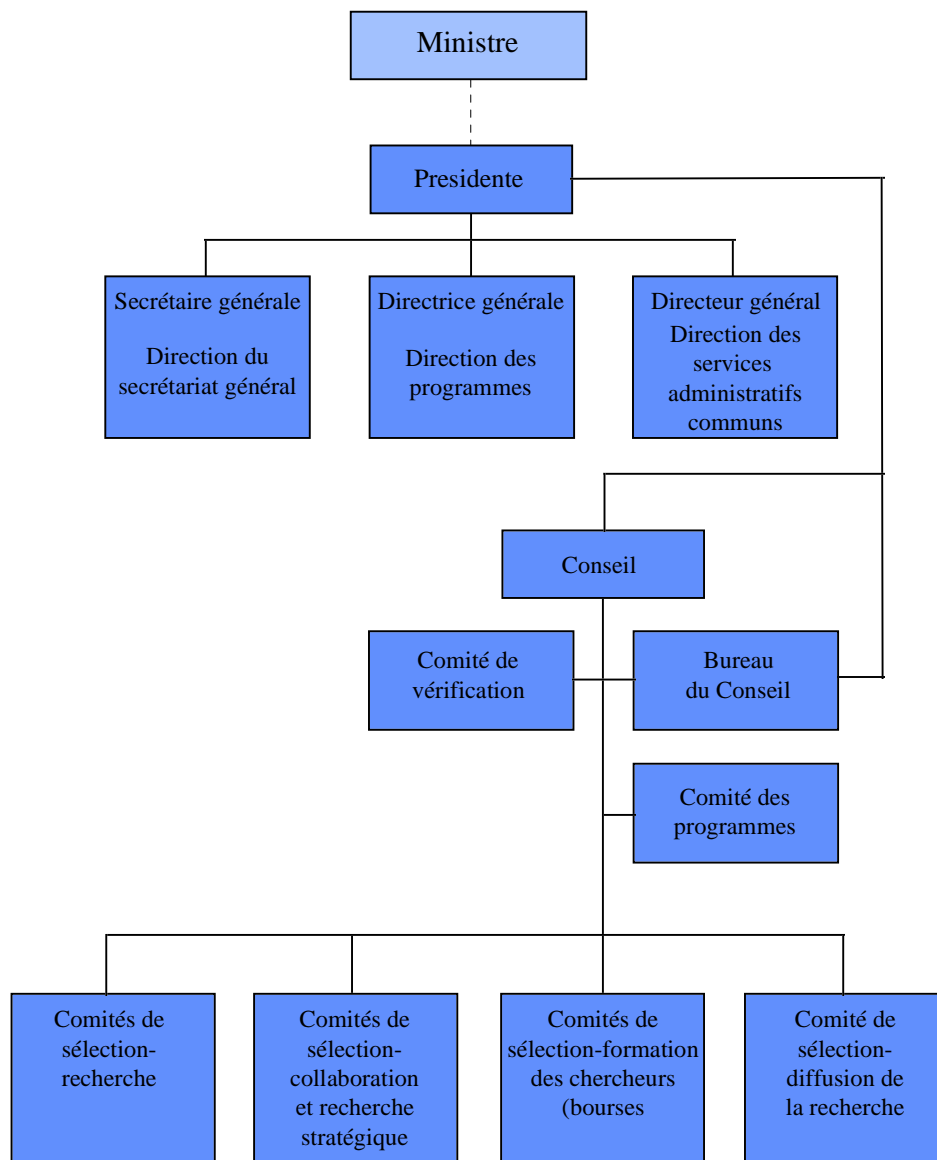 Ministre
Presidente
Secrétaire générale
Direction du
secrétariat général
Directrice générale
Direction des
programmes
Directeur général
Direction des
services
administratifs
communs
Conseil
Comité de
vérification
Bureau
du Conseil
Comité des
programmes
Comités de
sélection-
recherche
Comités de
sélection-
collaboration
et recherche
stratégique
Comités de
sélection-formation
des chercheurs
(bourses
Comité de
sélection-
diffusion de
la recherche